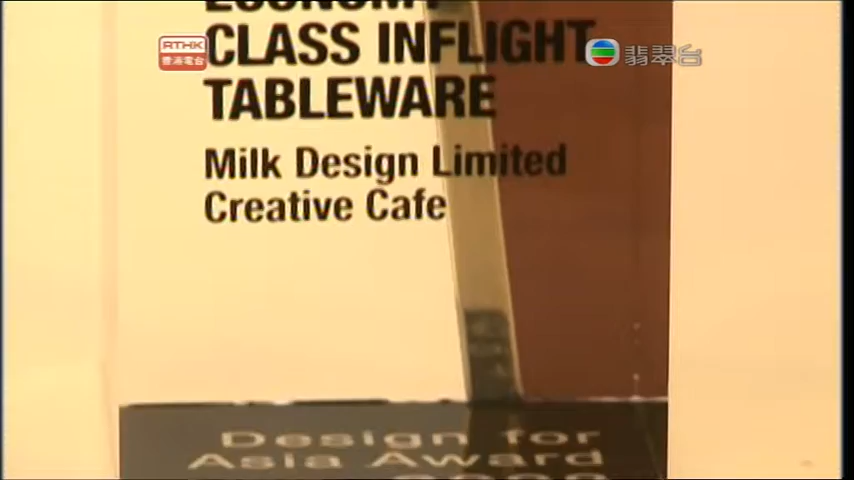 ECONOMY
CLASS INFLIGHT
TABLEWARE
RTHK
香港電台
翡翠台
Milk Design Limited
Creative Cafe
Design for
Asia Award